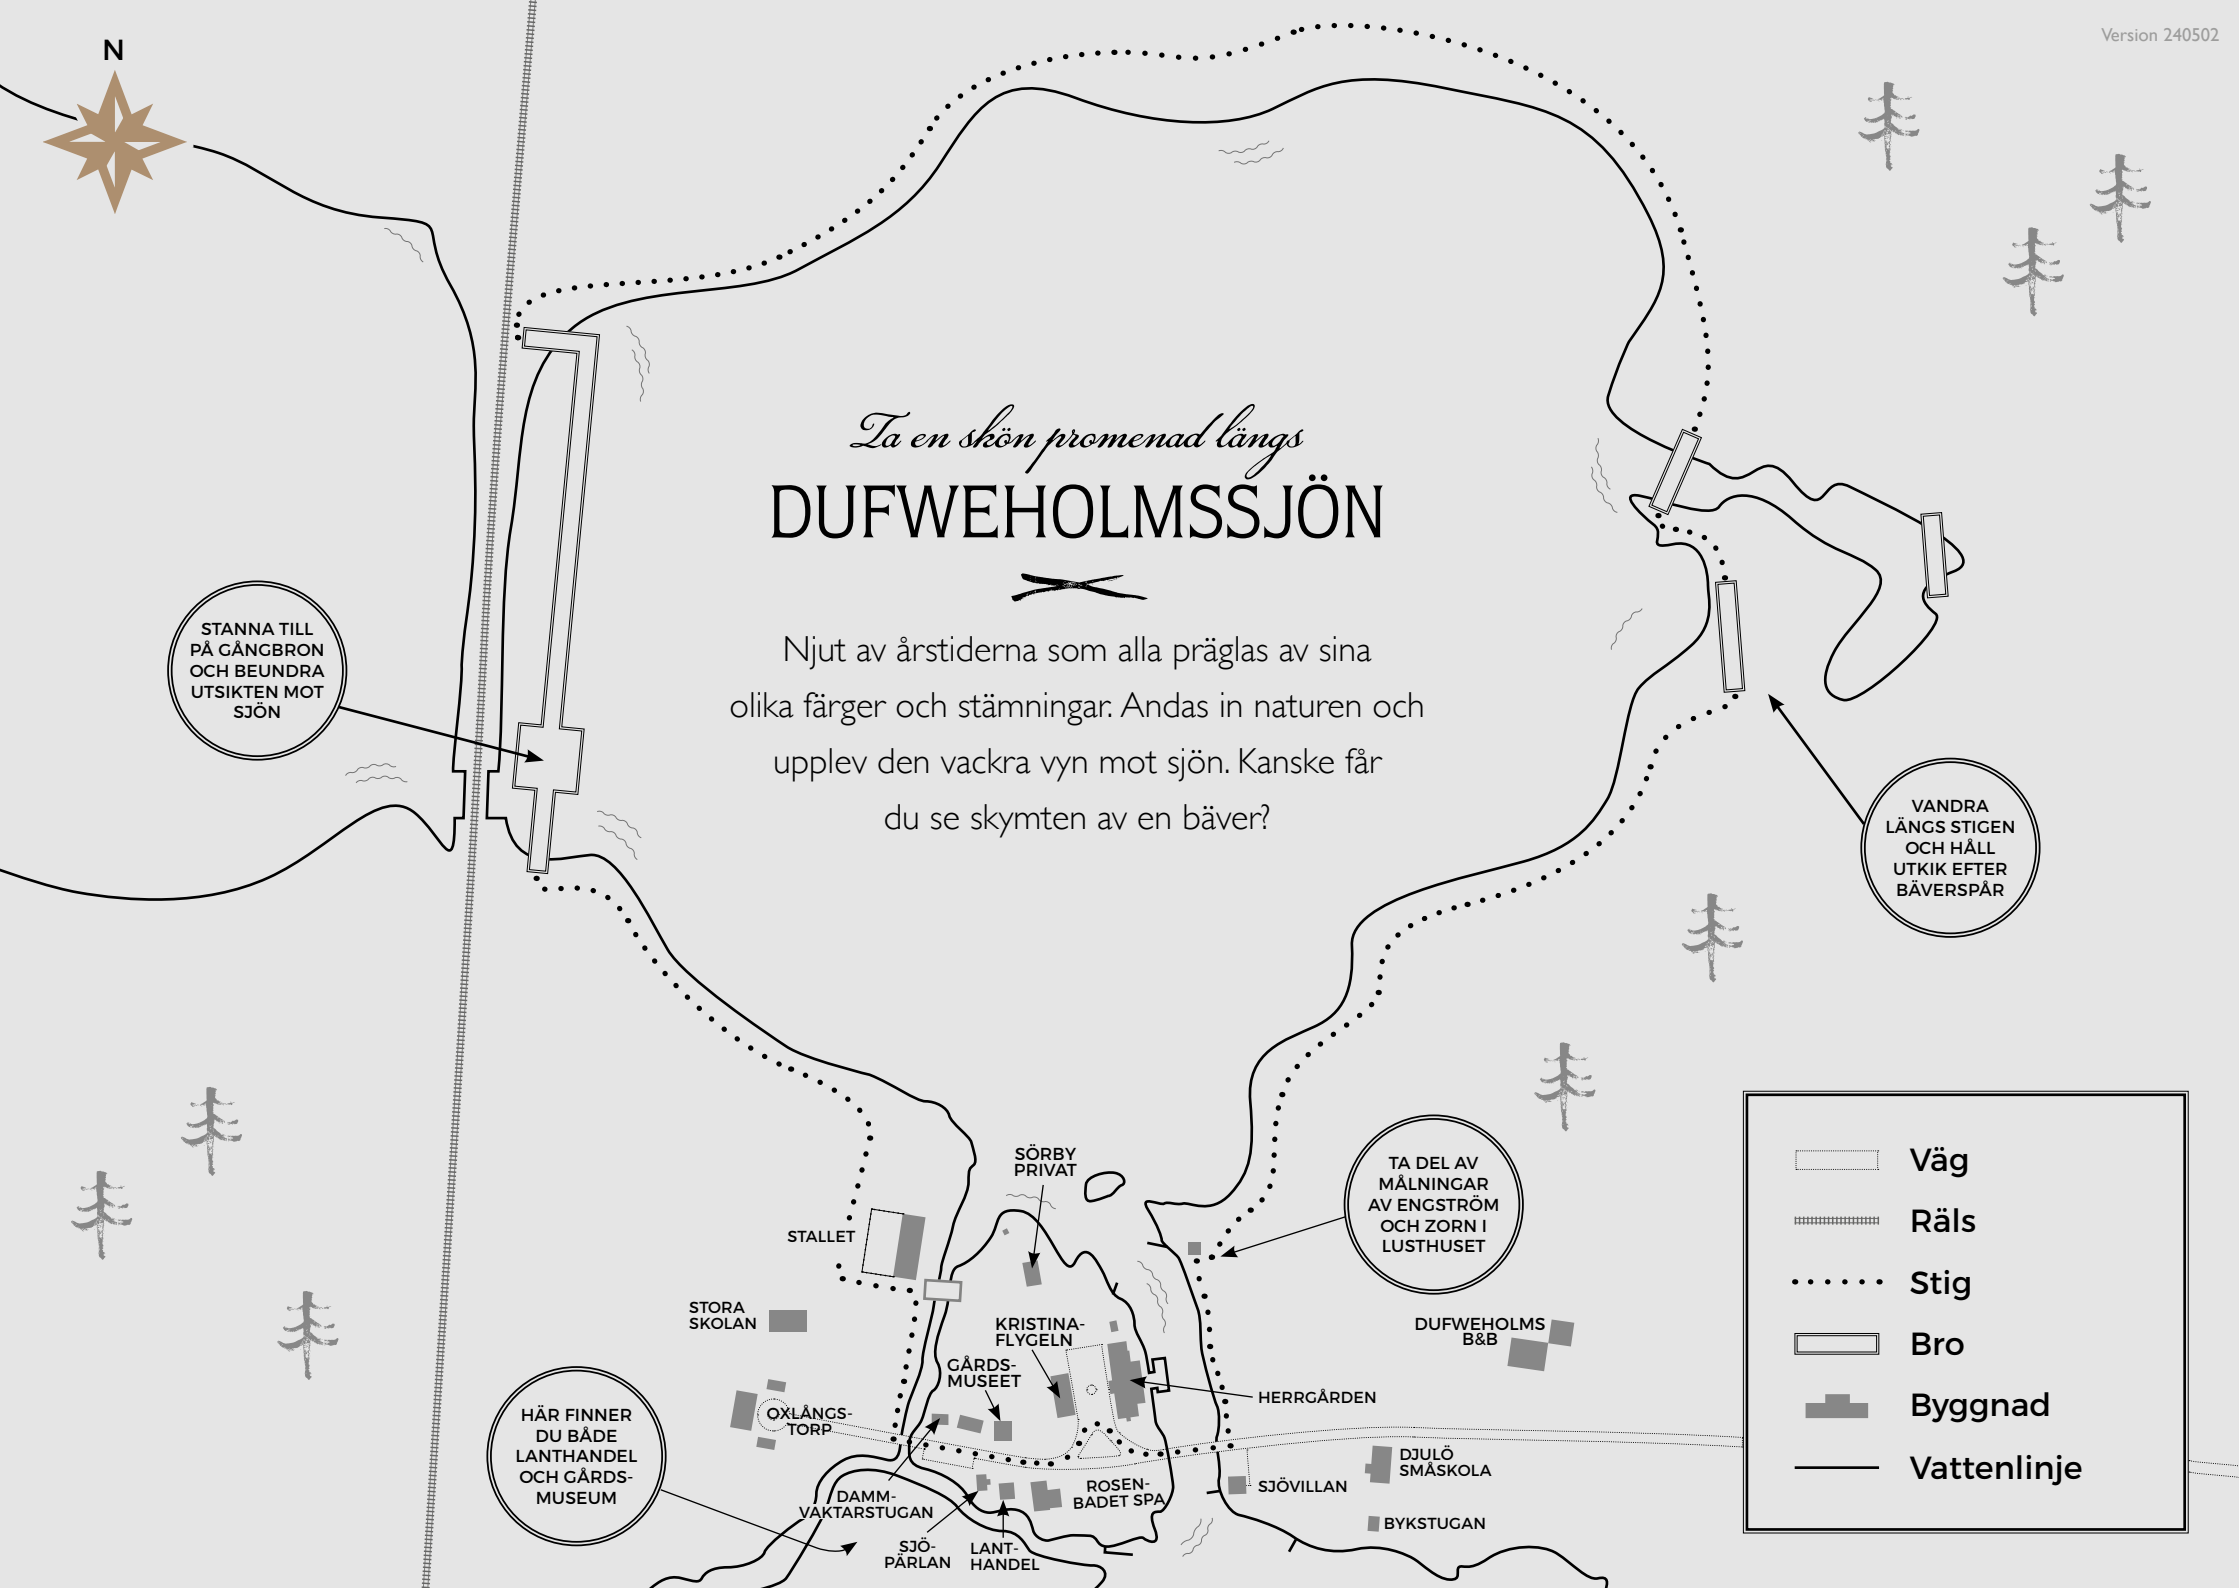 N
Version 240502
Ta en skön promenad längs
DUFWEHOLMSSJÖN
Njut av årstiderna som alla präglas av sina
olika färger och stämningar. Andas in naturen och
upplev den vackra vyn mot sjön. Kanske får
du se skymten av en bäver?
STANNA TILL
PÅ GÅNGBRON
OCH BEUNDRA
UTSIKTEN MOT
SJÖN
VANDRA
LÄNGS STIGEN
OCH HÅLL
UTKIK EFTER
BÄVERSPÅR
TA DEL AV
MÅLNINGAR
AV ENGSTRÖM
OCH ZORN I
LUSTHUSET
SÖRBY
PRIVAT
STALLET
STORA
SKOLAN
KRISTINA-
FLYGELN
GÅRDS-
MUSEET
HERRGÅRDEN
DUFWEHOLMS
B&B
OXLÅNGS-
TORP
HÄR FINNER
DU BÅDE
LANTHANDEL
OCH GÅRDS-
MUSEUM
DAMM-
VAKTARSTUGAN
SJÖ-
PÄRLAN
LANT-
HANDEL
ROSEN-
BADET SPA
SJÖVILLAN
DJULÖ
SMÅSKOLA
BYKSTUGAN
Väg
Räls
Stig
Bro
Byggnad
Vattenlinje